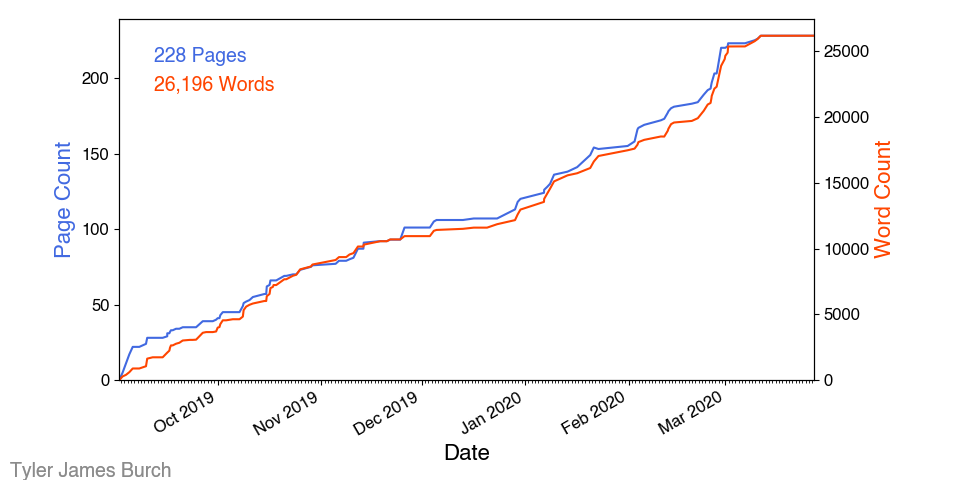 228 Pages
26,196 Words
Page Count
200
150
100
50
0
25000
20000
15000
10000
5000
0
Word Count
Oct 2019
Nov 2019
Dec 2019
Jan 2020
Feb 2020
Mar 2020
Date
Tyler James Burch